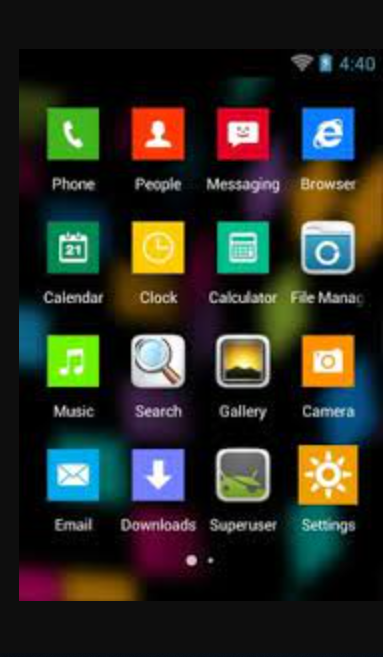 4:40
Phone People Messaging Browser
21
Calendar Clock Calculator File Manag
Music Search Gallery Camera
Email Downloads Superuser Settings